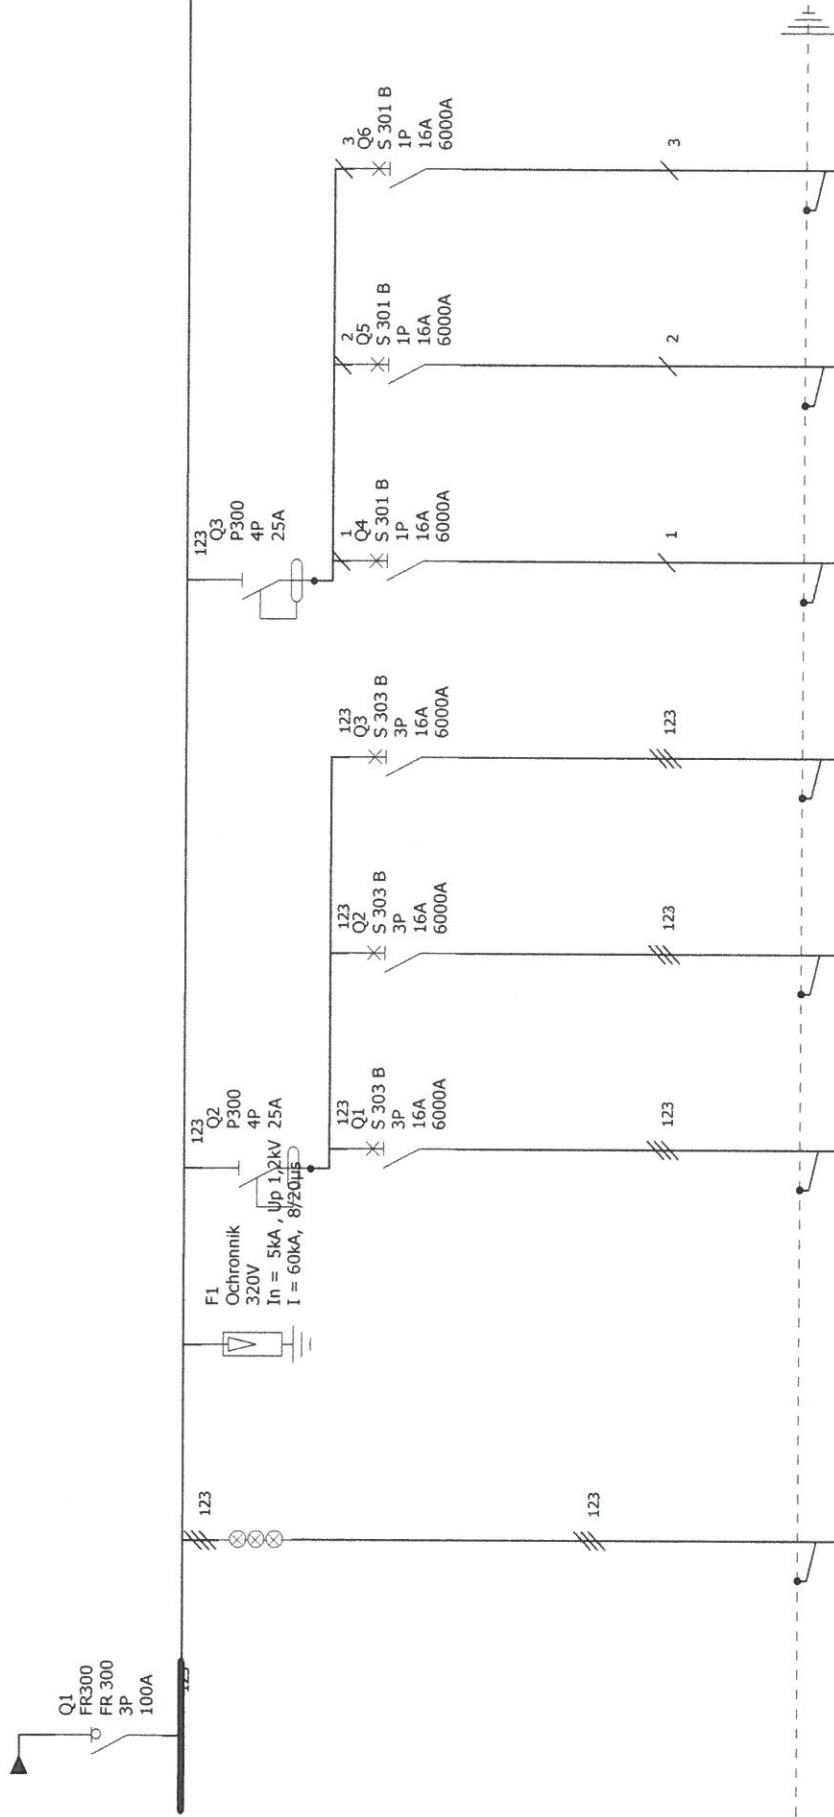 Q1
FR300
FR 300
3P
100A
123
123
123
F1
Ochronnik
320V
In = 5kA , Up 1,2kV
I = 60kA, 8/20µs
123
Q2
P300
4P
25A
123
Q1
S 303 B
3P
16A
6000A
123
123
Q2
S 303 B
3P
16A
6000A
123
123
Q3
S 303 B
3P
16A
6000A
123
123
Q3
P300
4P
25A
1
Q4
S 301 B
1P
16A
6000A
1
2
Q5
S 301 B
1P
16A
6000A
2
3
Q6
S 301 B
1P
16A
6000A
3